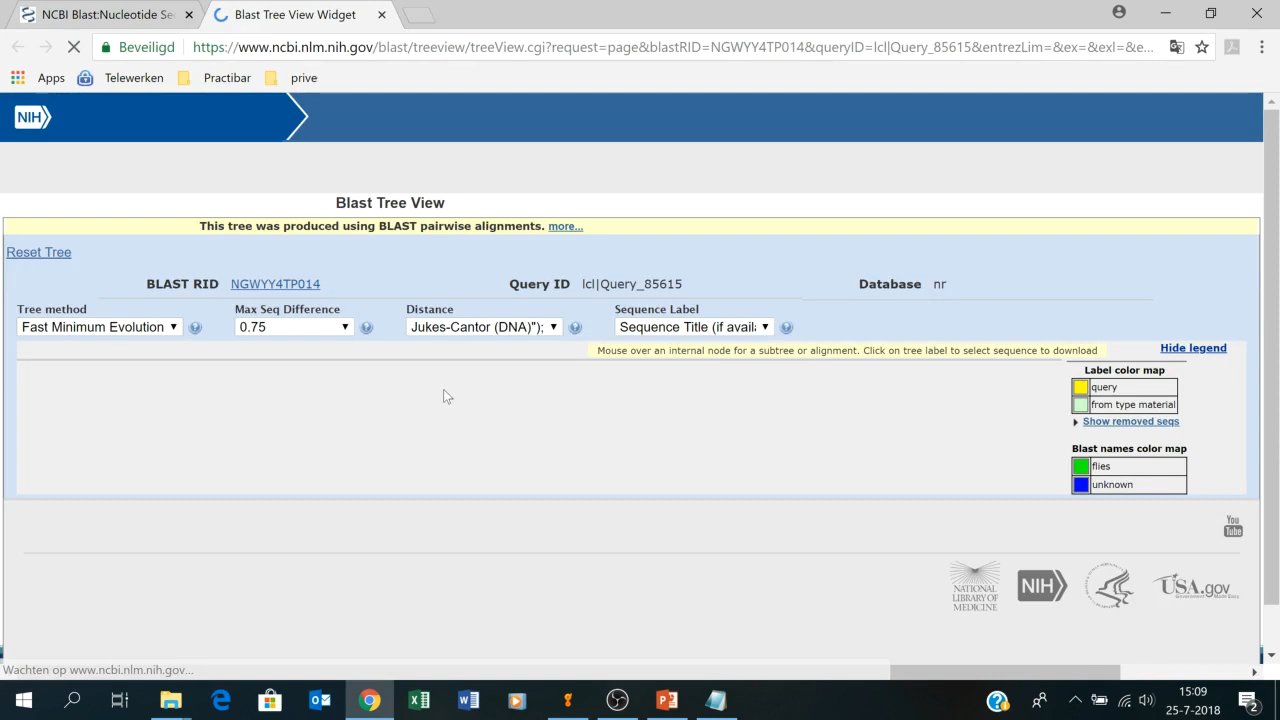 NCBI Blast:Nucleotide Se
Blast Tree View Widget
Beveiligd
https://www.ncbi.nlm.nih.gov/blast/treeview/treeView.cgi?request=page&blastRID=NGWYY4TP014&queryID=lcl|Query_85615&entrezLim=&ex=&exl=&e...
Apps
Telewerken
Practibar
prive
NIH
Blast Tree View
This tree was produced using BLAST pairwise alignments. more...
Reset Tree
BLAST RID NGWYY4TP014 Query ID lcl|Query_85615 Database nr
Tree method Max Seq Difference Distance Sequence Label
Fast Minimum Evolution 0.75 Jukes-Cantor (DNA)"); Sequence Title (if availa
Mouse over an internal node for a subtree or alignment. Click on tree label to select sequence to download
Hide legend
Label color map
query
from type material
Show removed seqs
Blast names color map
flies
unknown
You
Tube
NATIONAL
LIBRARY OF
MEDICINE
NIH
USA.gov
Wachten op www.ncbi.nlm.nih.gov...
15:09
25-7-2018
2